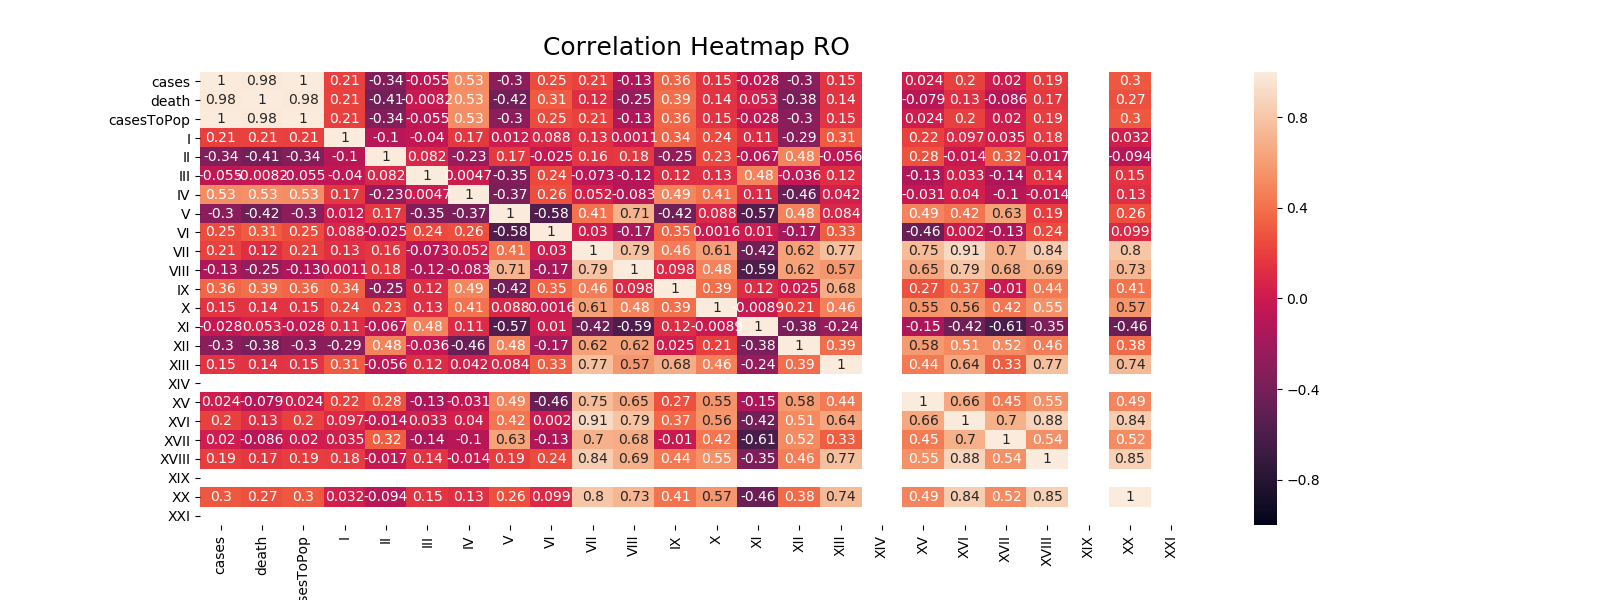 Correlation Heatmap RO
cases 1 0.98 1 0.21 -0.34 -0.055 0.53 -0.3 0.25 0.21 -0.13 0.36 0.15 -0.028 -0.3 0.15 0.024 0.2 0.02 0.19 0.3
death 0.98 1 0.98 0.21 -0.41 -0.0082 0.53 -0.42 0.31 0.12 -0.25 0.39 0.14 0.053 -0.38 0.14 -0.079 0.13 -0.086 0.17 0.27
casesToPop 1 0.98 1 0.21 -0.34 -0.055 0.53 -0.3 0.25 0.21 -0.13 0.36 0.15 -0.028 -0.3 0.15 0.024 0.2 0.02 0.19 0.3
I 0.21 0.21 0.21 1 -0.1 -0.04 0.17 0.012 0.088 0.13 0.0011 0.34 0.24 0.11 -0.29 0.31 0.22 0.097 0.035 0.18 0.032
II -0.34 -0.41 -0.34 -0.1 1 0.082 -0.23 0.17 -0.025 0.16 0.18 -0.25 0.23 -0.067 0.48 -0.056 0.28 -0.014 0.32 -0.017 -0.094
III -0.055 -0.0082 -0.055 -0.04 0.082 1 0.0047 -0.35 0.24 -0.073 -0.12 0.12 0.13 0.48 -0.036 0.12 -0.13 0.033 -0.14 0.14 0.15
IV 0.53 0.53 0.53 0.17 -0.23 0.0047 1 -0.37 0.26 0.052 -0.083 0.49 0.41 0.11 -0.46 0.042 -0.031 0.04 -0.1 -0.014 0.13
V -0.3 -0.42 -0.3 0.012 0.17 -0.35 -0.37 1 -0.58 0.41 0.71 -0.42 0.088 -0.57 0.48 0.084 0.49 0.42 0.63 0.19 0.26
VI 0.25 0.31 0.25 0.088 -0.025 0.24 0.26 -0.58 1 0.03 -0.17 0.35 0.0016 0.01 -0.17 0.33 -0.46 0.002 -0.13 0.24 0.099
VII 0.21 0.12 0.21 0.13 0.16 -0.073 0.052 0.41 0.03 1 0.79 0.46 0.61 -0.42 0.62 0.77 0.75 0.91 0.7 0.84 0.8
VIII -0.13 -0.25 -0.13 0.0011 0.18 -0.12 -0.083 0.71 -0.17 0.79 1 0.098 0.48 -0.59 0.62 0.57 0.65 0.79 0.68 0.69 0.73
IX 0.36 0.39 0.36 0.34 -0.25 0.12 0.49 -0.42 0.35 0.46 0.098 1 0.39 0.12 0.025 0.68 0.27 0.37 -0.01 0.44 0.41
X 0.15 0.14 0.15 0.24 0.23 0.13 0.41 0.088 0.0016 0.61 0.48 0.39 1 -0.0089 0.21 0.46 0.55 0.56 0.42 0.55 0.57
XI -0.028 0.053 -0.028 0.11 -0.067 0.48 0.11 -0.57 0.01 -0.42 -0.59 0.12 -0.0089 1 -0.38 -0.24 -0.15 -0.42 -0.61 -0.35 -0.46
XII -0.3 -0.38 -0.3 -0.29 0.48 -0.036 -0.46 0.48 -0.17 0.62 0.62 0.025 0.21 -0.38 1 0.39 0.58 0.51 0.52 0.46 0.38
XIII 0.15 0.14 0.15 0.31 -0.056 0.12 0.042 0.084 0.33 0.77 0.57 0.68 0.46 -0.24 0.39 1 0.44 0.64 0.33 0.77 0.74
XIV
XV 0.024 -0.079 0.024 0.22 0.28 -0.13 -0.031 0.49 -0.46 0.75 0.65 0.27 0.55 -0.15 0.58 0.44 1 0.66 0.45 0.55 0.49
XVI 0.2 0.13 0.2 0.097 -0.014 0.033 0.04 0.42 0.002 0.91 0.79 0.37 0.56 -0.42 0.51 0.64 0.66 1 0.7 0.88 0.84
XVII 0.02 -0.086 0.02 0.035 0.32 -0.14 -0.1 0.63 -0.13 0.7 0.68 -0.01 0.42 -0.61 0.52 0.33 0.45 0.7 1 0.54 0.52
XVIII 0.19 0.17 0.19 0.18 -0.017 0.14 -0.014 0.19 0.24 0.84 0.69 0.44 0.55 -0.35 0.46 0.77 0.55 0.88 0.54 1 0.85
XIX
XX 0.3 0.27 0.3 0.032 -0.094 0.15 0.13 0.26 0.099 0.8 0.73 0.41 0.57 -0.46 0.38 0.74 0.49 0.84 0.52 0.85 1
XXI
cases death sesToPop I II III IV V VI VII VIII IX X XI XII XIII XIV XV XVI XVII XVIII XIX XX XXI
0.8
0.4
0.0
−0.4
−0.8